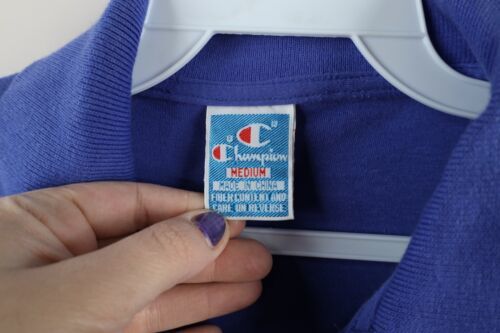 Champion
MEDIUM
MADE IN CHINA
FIBER CONTENT AND
CARE ON REVERSE